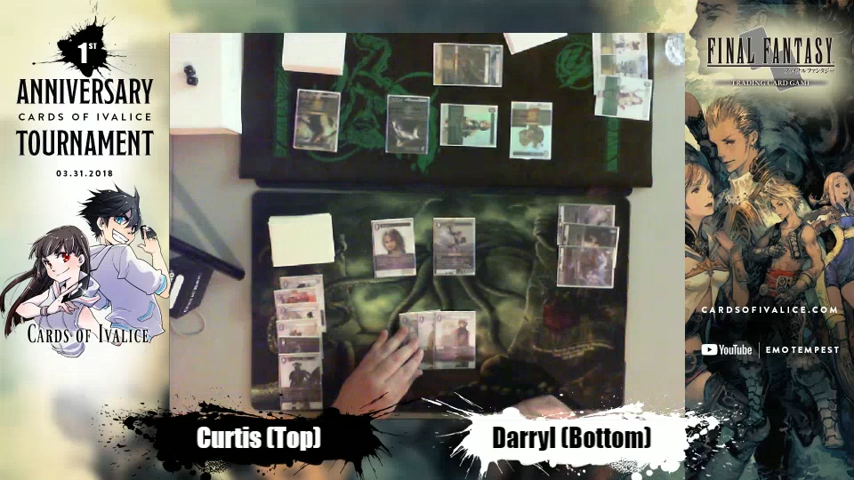 1ST
ANNIVERSARY
CARDS OF IVALICE
TOURNAMENT
03.31.2018
CARDS OF IVALICE
FINAL FANTASY
TRADING CARD GAME
CARDSOFIVALICE.COM
YouTube | EMOTEMPEST
Curtis (Top)
Darryl (Bottom)